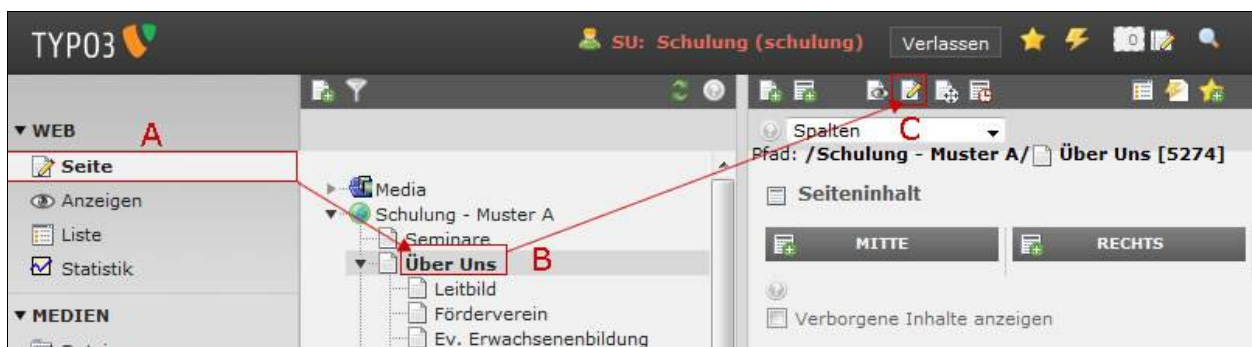 TYPO3
SU: Schulung (schulung)
Verlassen
0
WEB
A
Seite
Anzeigen
Liste
Statistik
MEDIEN
Media
Schulung - Muster A
Seminare
Über Uns
B
Leitbild
Förderverein
Ev. Erwachsenenbildung
Spalten
C
Pfad: /Schulung - Muster A/ Über Uns [5274]
Seiteninhalt
MITTE
RECHTS
Verborgene Inhalte anzeigen